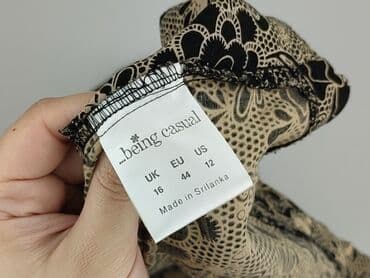 ...being casual
UK EU US
16 44 12
Made in Srilanka